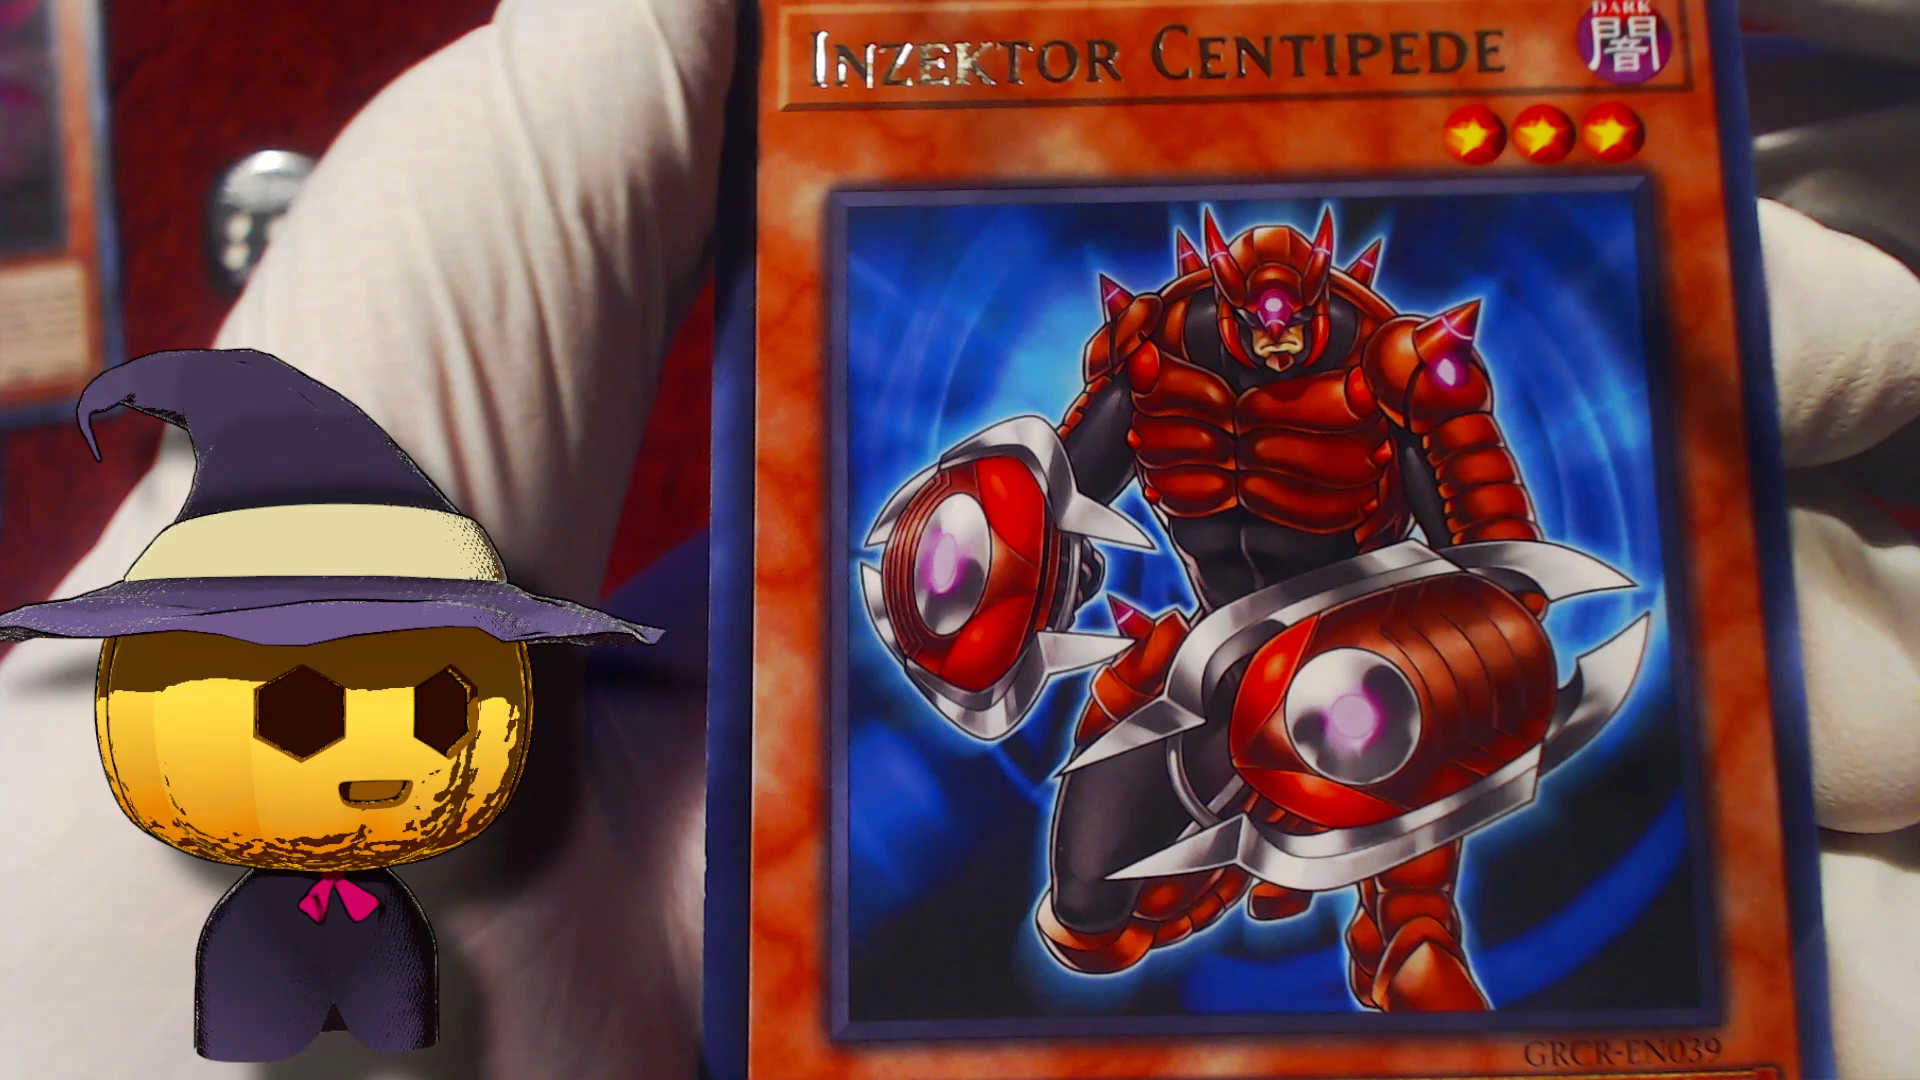 INZEKTOR CENTIPEDE
DARK
闇
GRCR-EN039